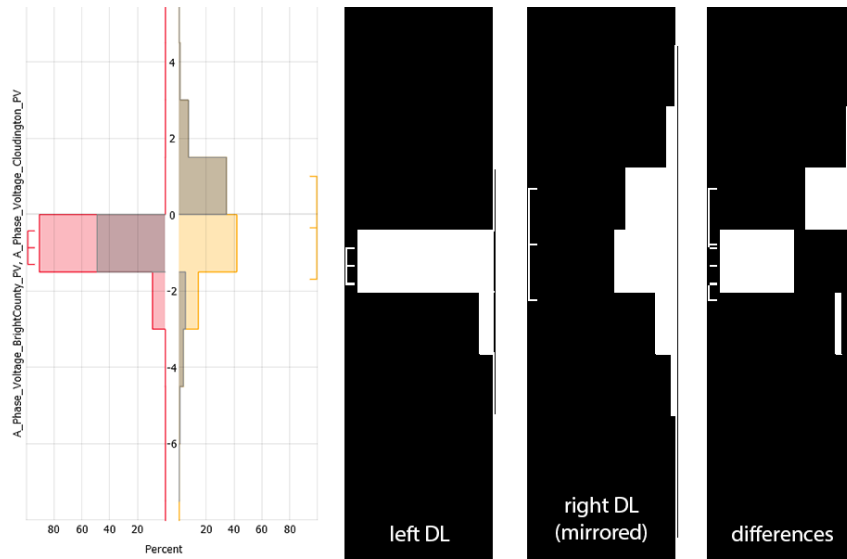 A_Phase_Voltage_BrightCounty_PV, A_Phase_Voltage_Cloudington_PV
4
2
0
-2
-4
-6
80 60 40 20 20 40 60 80
Percent
left DL
right DL
(mirrored)
differences